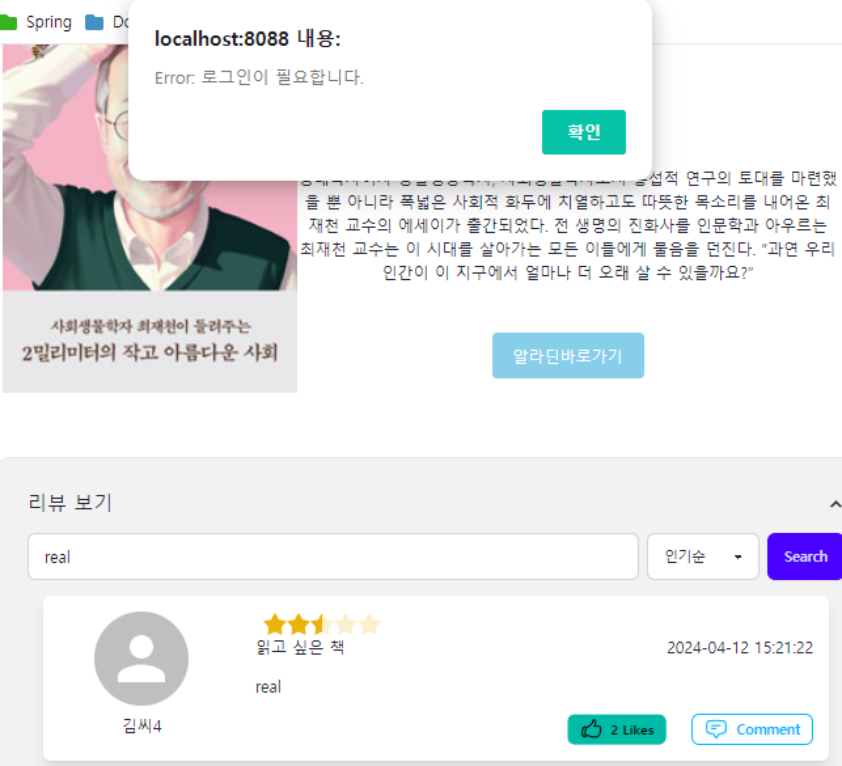 Spring
localhost:8088 내용:
Error: 로그인이 필요합니다.
확인
연구의 토대를 마련했
을 뿐 아니라 폭넓은 사회적 화두에 치열하고도 따뜻한 목소리를 내어온 최
재천 교수의 에세이가 출간되었다. 전 생명의 진화사를 인문학과 아우르는
최재천 교수는 이 시대를 살아가는 모든 이들에게 물음을 던진다. “과연 우리
인간이 이 지구에서 얼마나 더 오래 살 수 있을까요?”
사회생물학자 최재천이 들려주는
2밀리미터의 작고 아름다운 사회
알라딘바로가기
리뷰 보기
real
인기순
Search
읽고 싶은 책
2024-04-12 15:21:22
real
김씨4
2 Likes
Comment